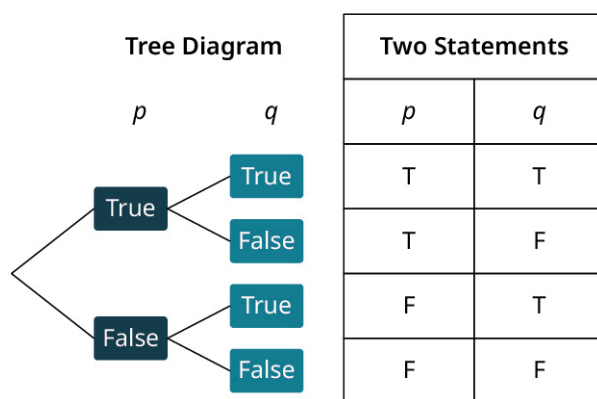 Tree Diagram
p q
True
True
False
False
True
False
Two Statements
p q
T T
T F
F T
F F